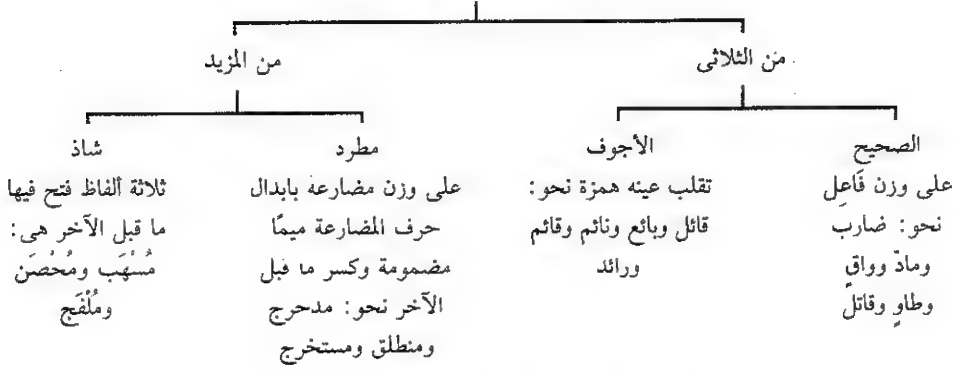 من الثلاثى
من المزيد
الصحيح
على وزن فَاعِل
نحو: ضارب
ومادّ وواقٍ
وطاوٍ وقاتل
الأجوف
تقلب عينه همزة نحو:
قائل وبائع ونائم وقائم
ورائد
مطرد
على وزن مضارعة بابدال
حرف المضارعة ميمًا
مضمومة وكسر ما قبل
الآخر نحو: مدحرج
ومنطلق ومستخرج
شاذ
ثلاثة ألفاظ فتح فيها
ما قبل الآخر هى:
مُسْهَب ومُحْصَن
ومُلْفَج